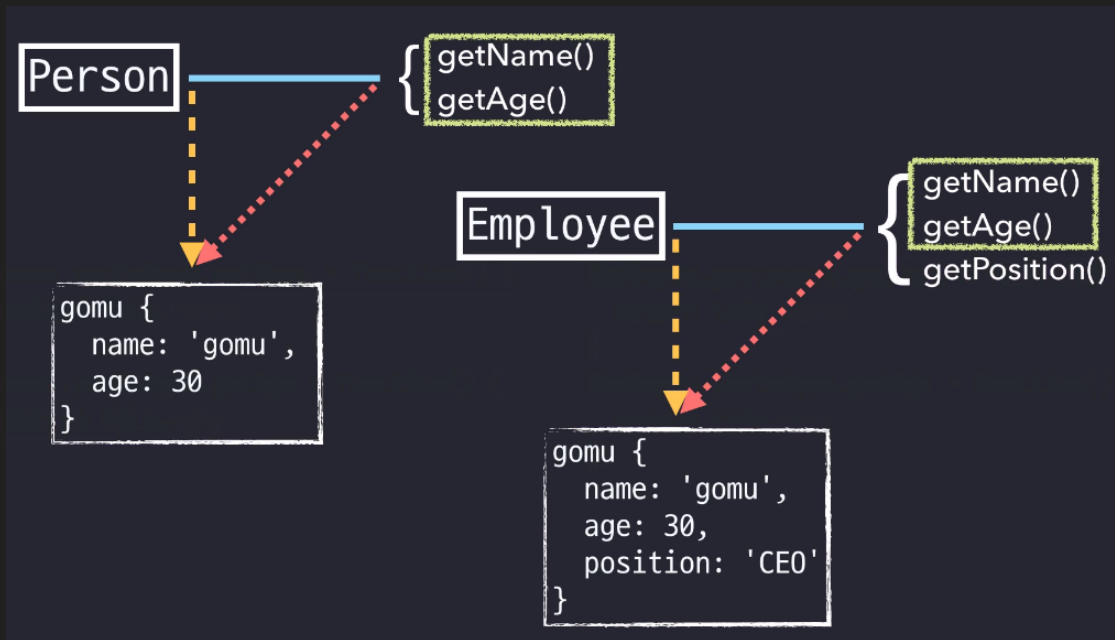 Person
{ getName()
getAge()
Employee
{ getName()
getAge()
getPosition()
gomu {
name: 'gomu',
age: 30
}
gomu {
name: 'gomu',
age: 30,
position: 'CEO'
}